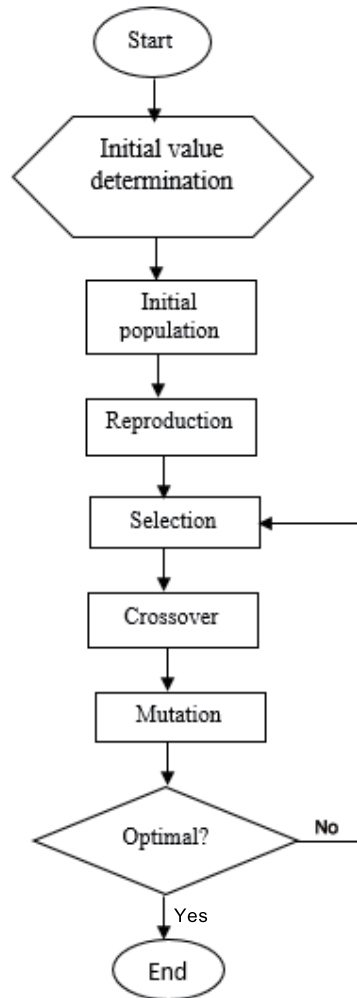 Start
Initial value
determination
Initial
population
Reproduction
Selection
Crossover
Mutation
Optimal?
No
Yes
End